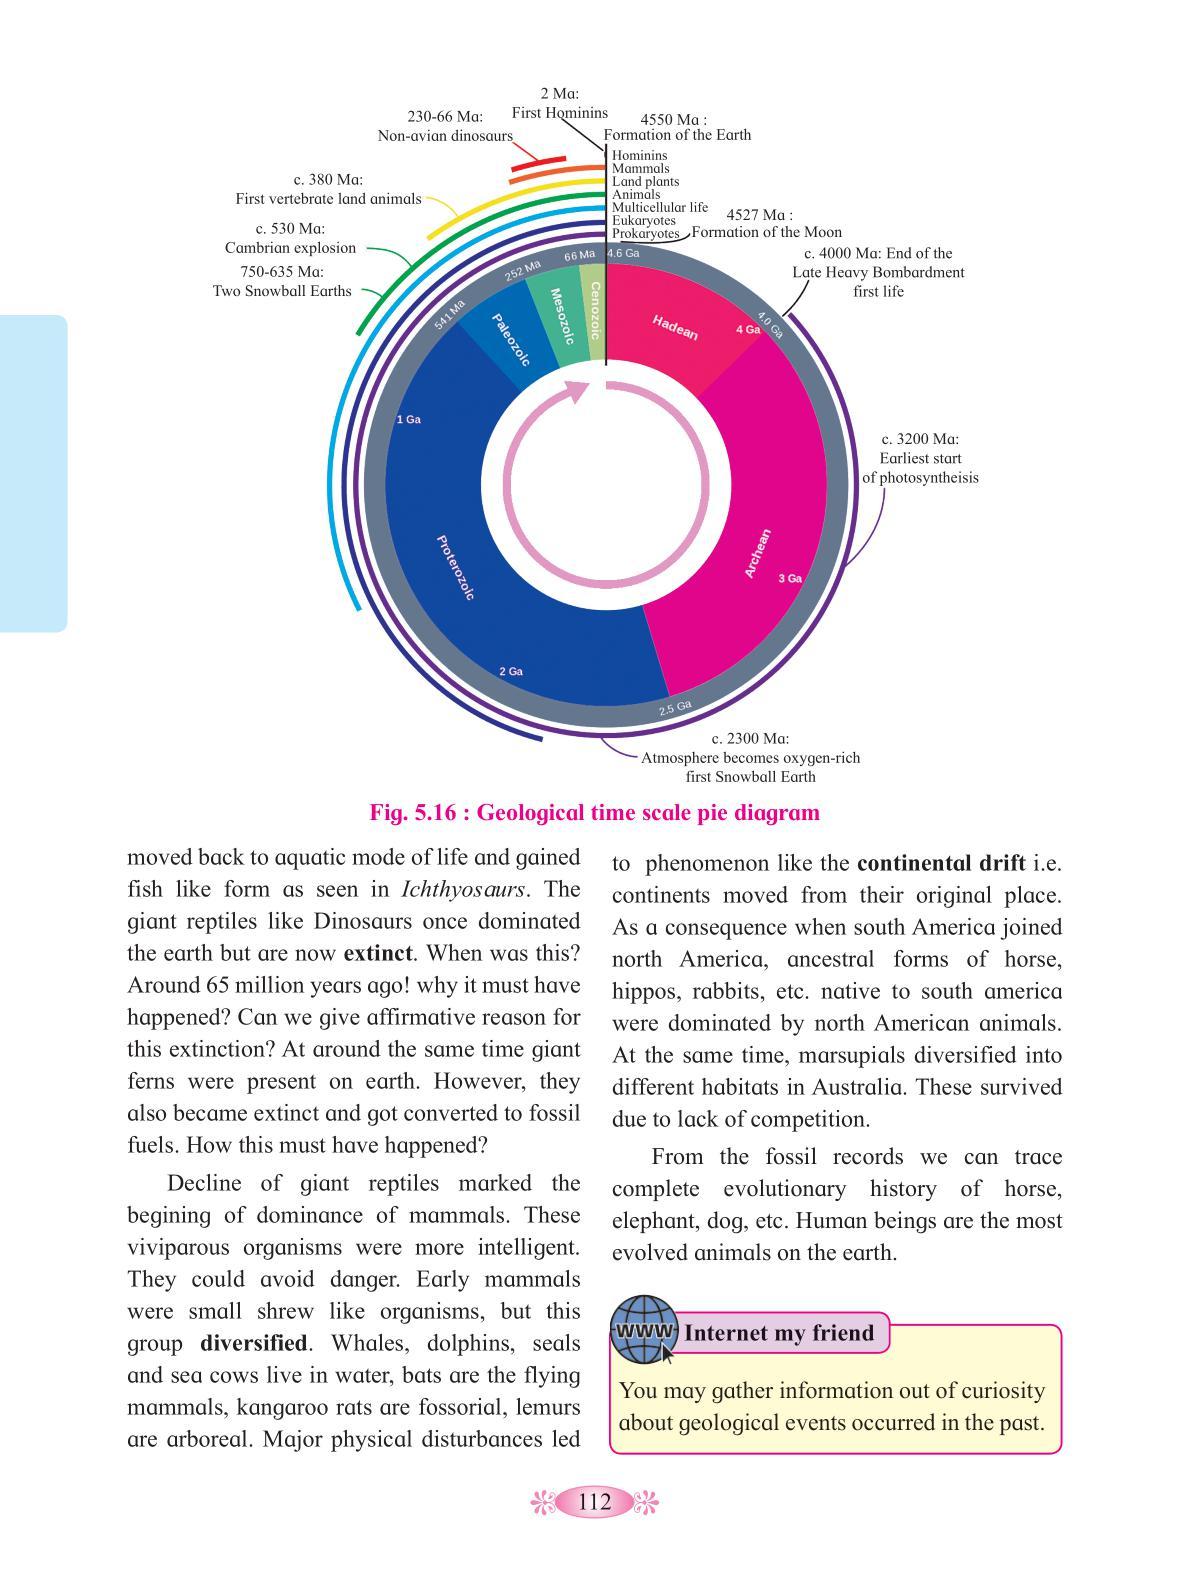 2 Ma:
First Hominins
230-66 Ma:
Non-avian dinosaurs
4550 Ma :
Formation of the Earth
Hominins
Mammals
Land plants
Animals
Multicellular life
Eukaryotes
Prokaryotes
c. 380 Ma:
First vertebrate land animals
c. 530 Ma:
Cambrian explosion
750-635 Ma:
Two Snowball Earths
4527 Ma :
Formation of the Moon
c. 4000 Ma: End of the
Late Heavy Bombardment
first life
4.6 Ga
66 Ma
252 Ma
541 Ma
4.0 Ga
Cenozoic
Mesozoic
Paleozoic
Hadean
4 Ga
1 Ga
c. 3200 Ma:
Earliest start
of photosyntheisis
Archean
3 Ga
Proterozoic
2 Ga
2.5 Ga
c. 2300 Ma:
Atmosphere becomes oxygen-rich
first Snowball Earth
Fig. 5.16 : Geological time scale pie diagram
moved back to aquatic mode of life and gained
fish like form as seen in Ichthyosaurs. The
giant reptiles like Dinosaurs once dominated
the earth but are now extinct. When was this?
Around 65 million years ago! why it must have
happened? Can we give affirmative reason for
this extinction? At around the same time giant
ferns were present on earth. However, they
also became extinct and got converted to fossil
fuels. How this must have happened?
Decline of giant reptiles marked the
begining of dominance of mammals. These
viviparous organisms were more intelligent.
They could avoid danger. Early mammals
were small shrew like organisms, but this
group diversified. Whales, dolphins, seals
and sea cows live in water, bats are the flying
mammals, kangaroo rats are fossorial, lemurs
are arboreal. Major physical disturbances led
to phenomenon like the continental drift i.e.
continents moved from their original place.
As a consequence when south America joined
north America, ancestral forms of horse,
hippos, rabbits, etc. native to south america
were dominated by north American animals.
At the same time, marsupials diversified into
different habitats in Australia. These survived
due to lack of competition.
From the fossil records we can trace
complete evolutionary history of horse,
elephant, dog, etc. Human beings are the most
evolved animals on the earth.
www
Internet my friend
You may gather information out of curiosity
about geological events occurred in the past.
112